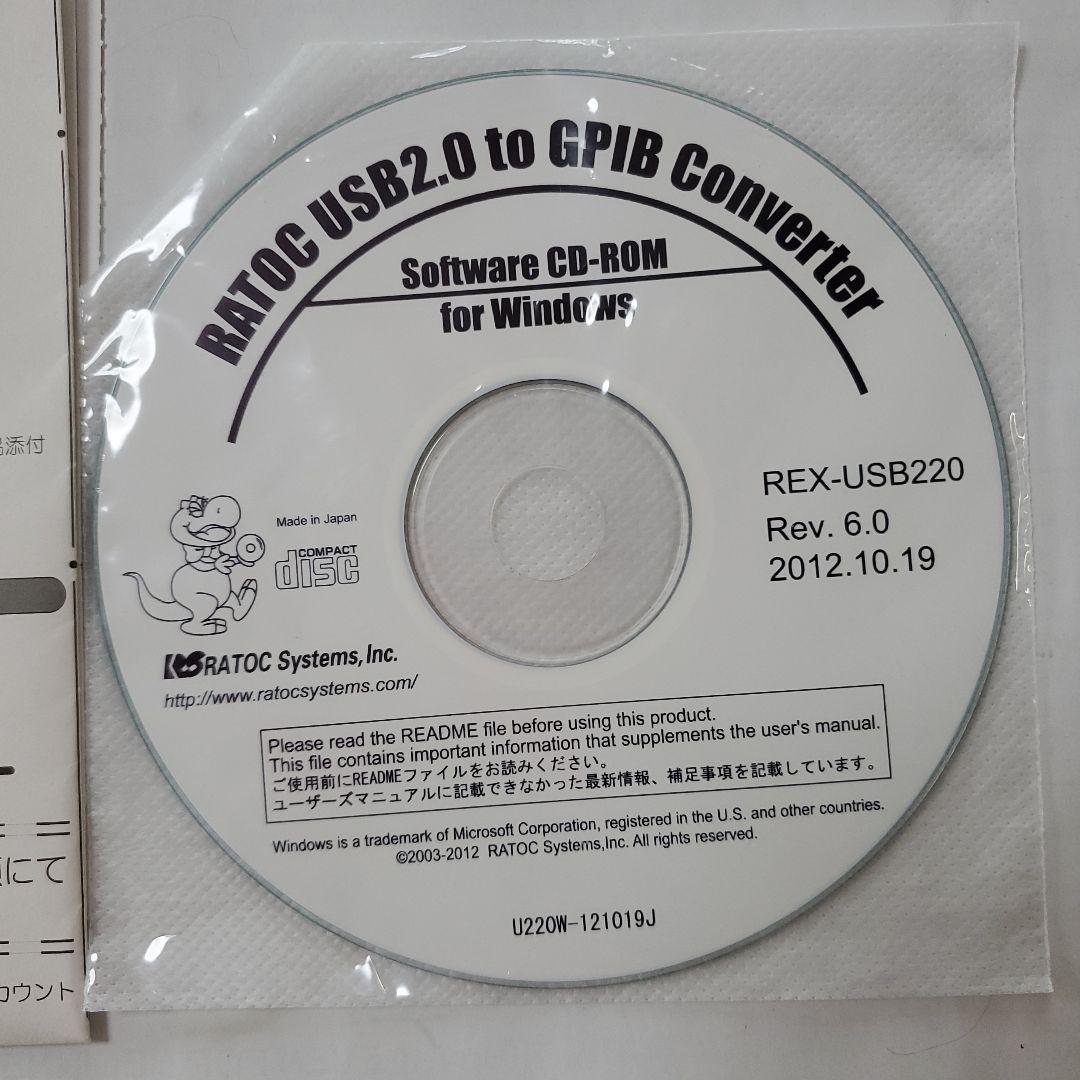 RATOC USB2.0 to GPIB Converter
Software CD-ROM
for Windows
REX-USB220
Rev. 6.0
2012.10.19
Made in Japan
COMPACT
disc
RS RATOC Systems, Inc.
http://www.ratocsystems.com/
Please read the README file before using this product.
This file contains important information that supplements the user's manual.
ご使用前にREADMEファイルをお読みください。
ユーザーズマニュアルに記載できなかった最新情報、補足事項を記載しています。
Windows is a trademark of Microsoft Corporation, registered in the U.S. and other countries.
©2003-2012 RATOC Systems,Inc. All rights reserved.
U220W-121019J
添付
にて
カウント